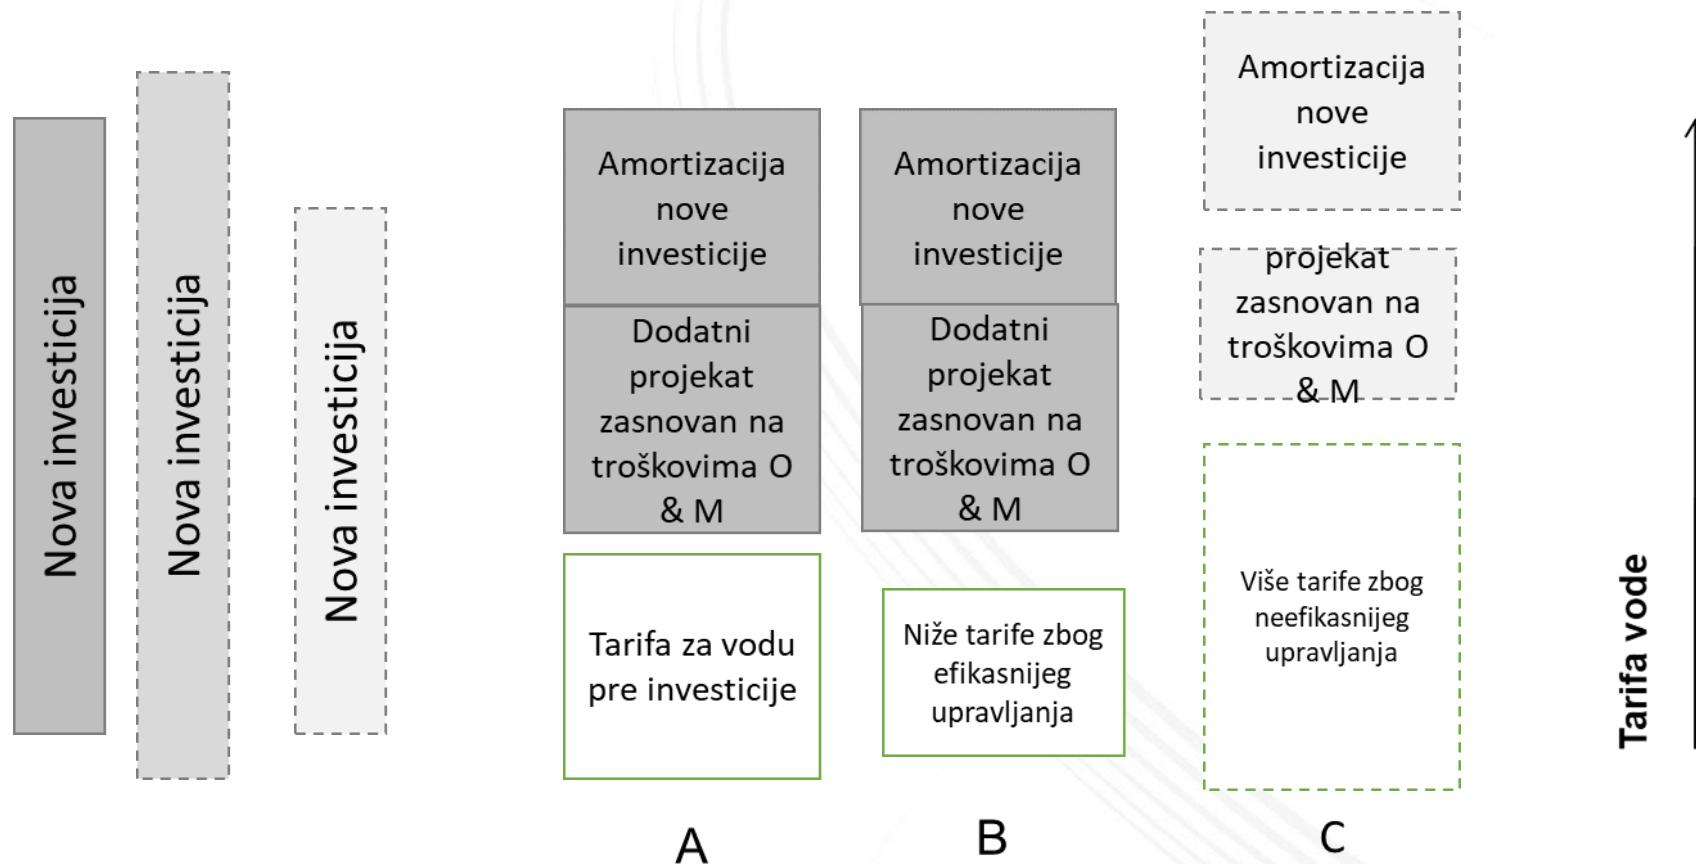 Nova investicija
Nova investicija
Nova investicija
Amortizacija
nove
investicije
Dodatni
projekat
zasnovan na
troškovima O
& M
Tarifa za vodu
pre investicije
A
Amortizacija
nove
investicije
Dodatni
projekat
zasnovan na
troškovima O
& M
Niže tarife zbog
efikasnijeg
upravljanja
B
Amortizacija
nove
investicije
projekat
zasnovan na
troškovima O
& M
Više tarife zbog
neefikasnijeg
upravljanja
C
Tarifa vode